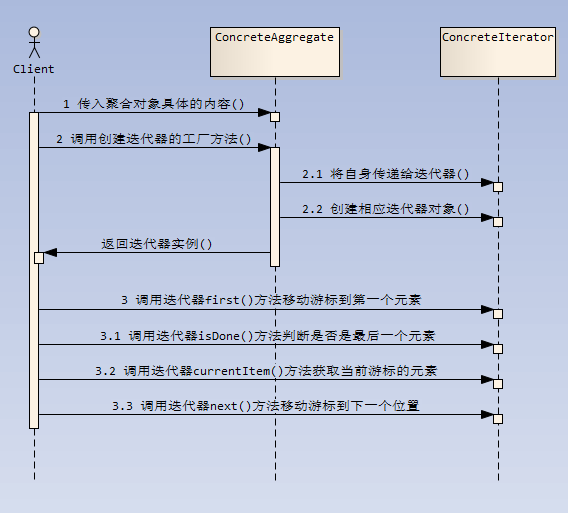 ConcreteAggregate
ConcreteIterator
Client
1 传入聚合对象具体的内容()
2 调用创建迭代器的工厂方法()
2.1 将自身传递给迭代器()
2.2 创建相应迭代器对象()
返回迭代器实例()
3 调用迭代器first()方法移动游标到第一个元素
3.1 调用迭代器isDone()方法判断是否是最后一个元素
3.2 调用迭代器currentItem()方法获取当前游标的元素
3.3 调用迭代器next()方法移动游标到下一个位置